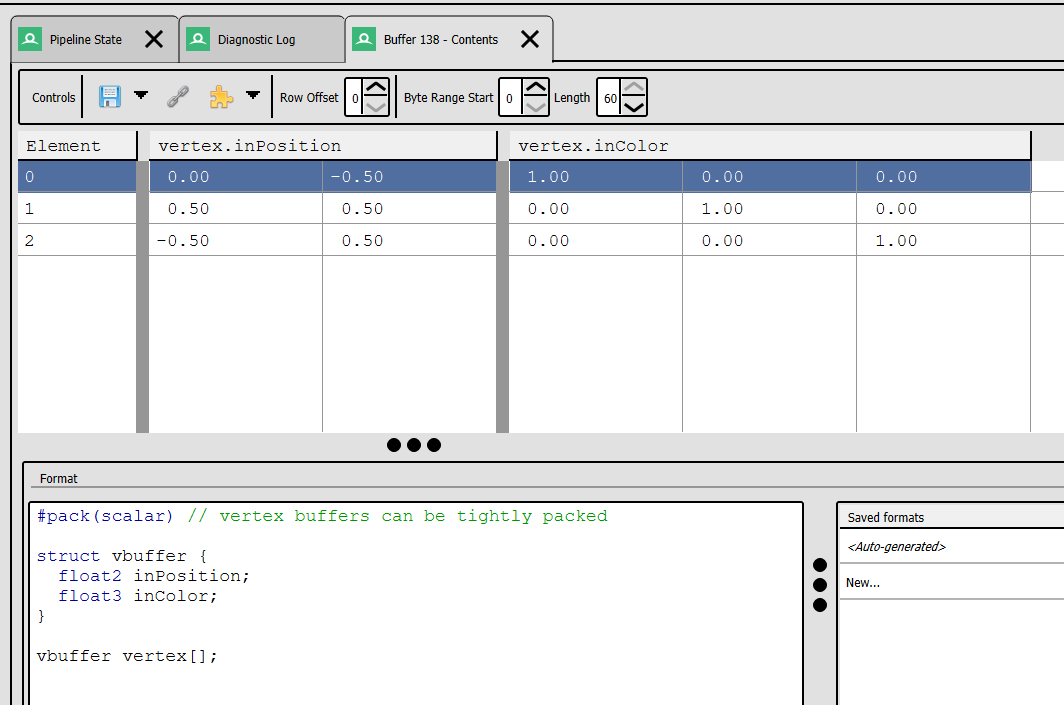 Pipeline State Diagnostic Log Buffer 138 - Contents
Controls Row Offset 0 Byte Range Start 0 Length 60
Element vertex.inPosition vertex.inColor
0 0.00 -0.50 1.00 0.00 0.00
1 0.50 0.50 0.00 1.00 0.00
2 -0.50 0.50 0.00 0.00 1.00
Format
#pack(scalar) // vertex buffers can be tightly packed
struct vbuffer {
float2 inPosition;
float3 inColor;
}
vbuffer vertex[];
Saved formats
<Auto-generated>
New...